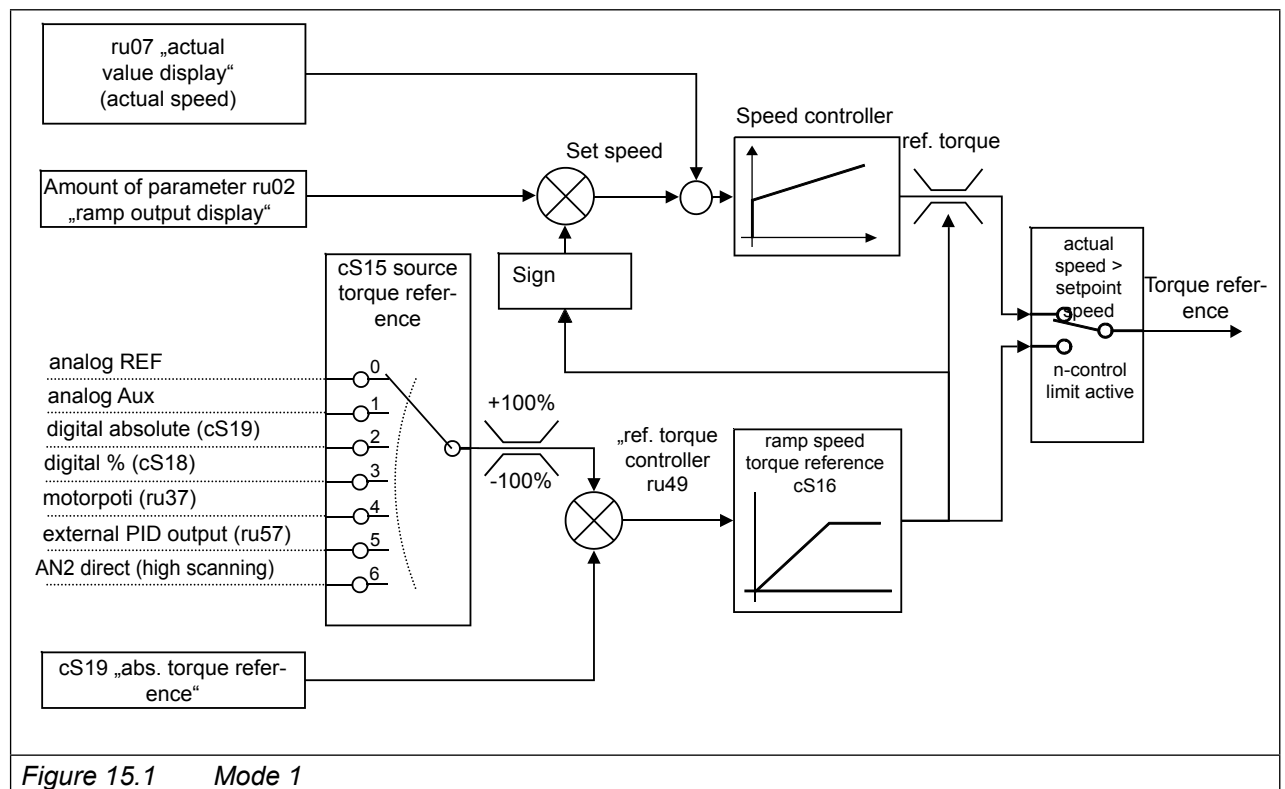 ru07 „actual
value display“
(actual speed)
Speed controller
ref. torque
Set speed
Amount of parameter ru02
„ramp output display“
Sign
cS15 source
torque refer-
ence
actual
speed >
setpoint
speed
n-control
limit active
Torque refer-
ence
analog REF
0
analog Aux
1
digital absolute (cS19)
2
digital % (cS18)
3
motorpoti (ru37)
4
external PID output (ru57)
5
AN2 direct (high scanning)
6
+100%
-100%
„ref. torque
controller
ru49
ramp speed
torque reference
cS16
cS19 „abs. torque refer-
ence“
Figure 15.1 Mode 1